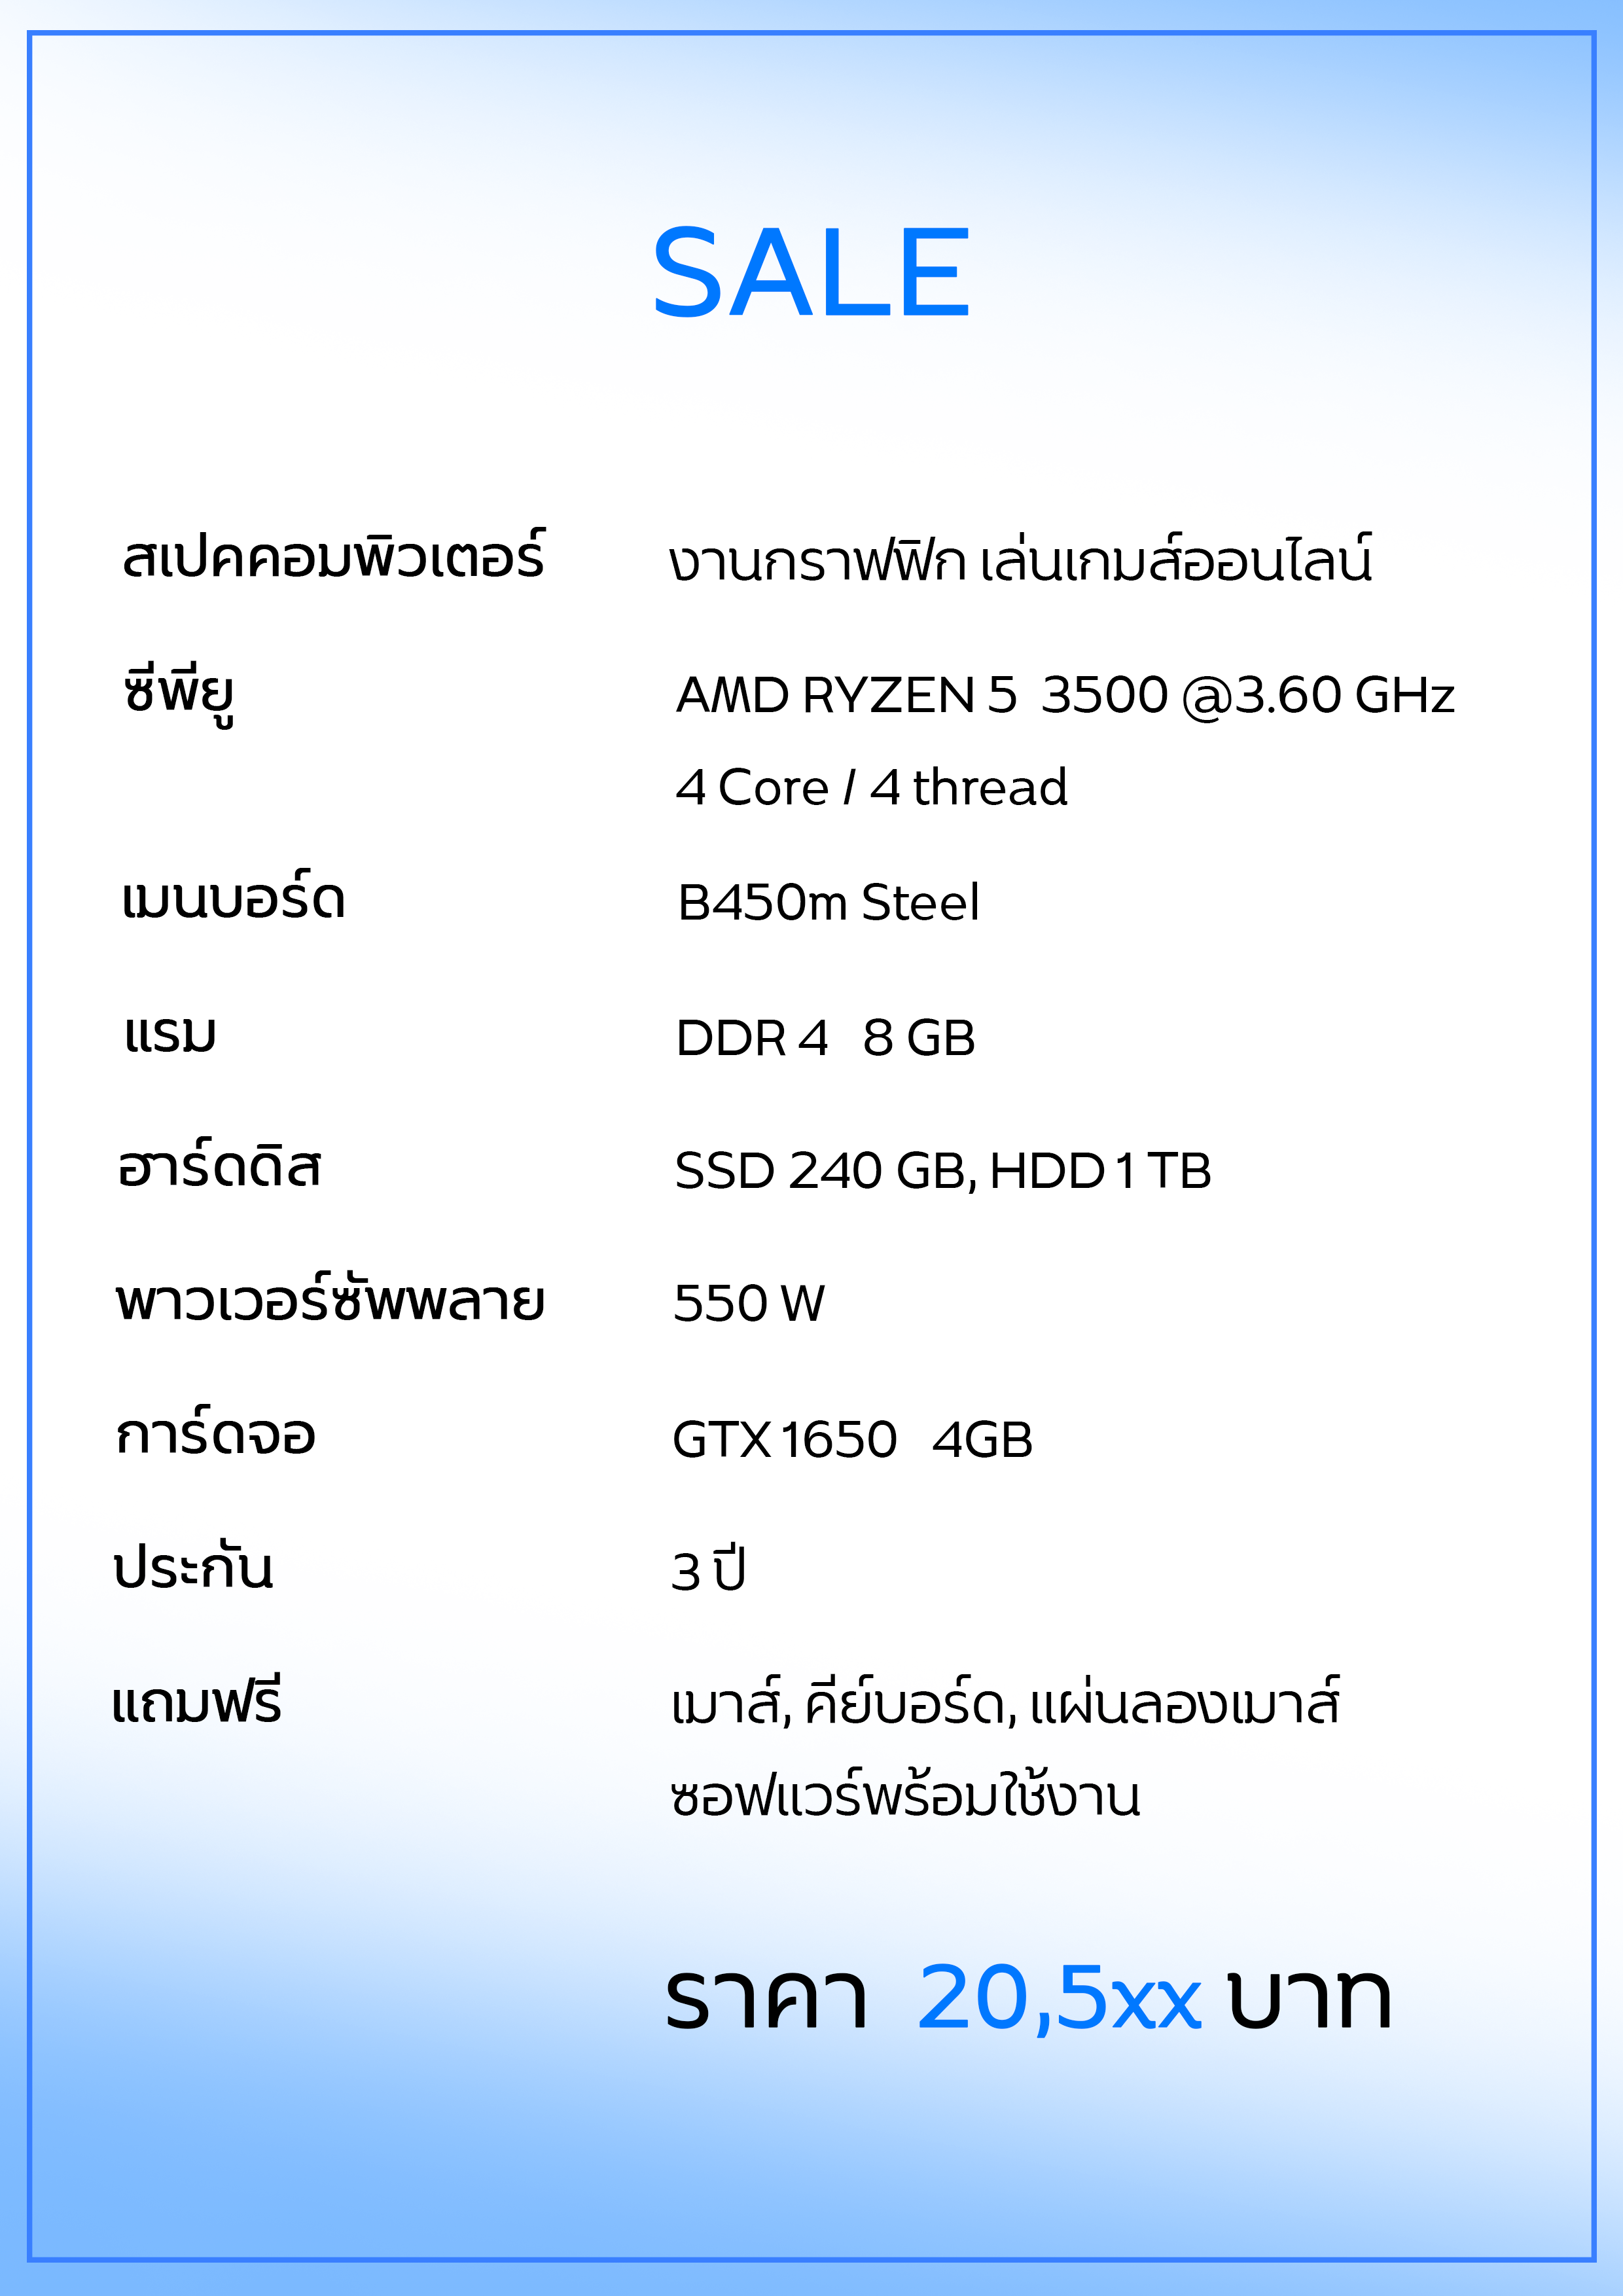 SALE
สเปคคอมพิวเตอร์ งานกราฟฟิก เล่นเกมส์ออนไลน์
ซีพียู AMD RYZEN 5 3500 @3.60 GHz
4 Core / 4 thread
เมนบอร์ด B450m Steel
แรม DDR 4 8 GB
ฮาร์ดดิส SSD 240 GB, HDD 1 TB
พาวเวอร์ซัพพลาย 550 W
การ์ดจอ GTX 1650 4GB
ประกัน 3 ปี
แถมฟรี เมาส์, คีย์บอร์ด, แผ่นลองเมาส์
ซอฟแวร์พร้อมใช้งาน
ราคา 20,5xx บาท